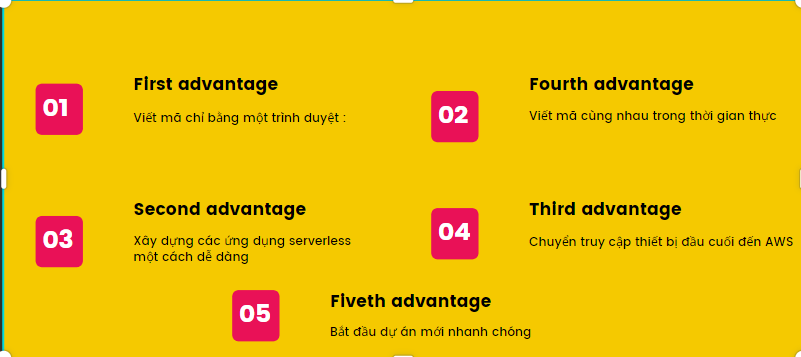 01
First advantage
Viết mã chỉ bằng một trình duyệt :
02
Fourth advantage
Viết mã cùng nhau trong thời gian thực
03
Second advantage
Xây dựng các ứng dụng serverless
một cách dễ dàng
04
Third advantage
Chuyển truy cập thiết bị đầu cuối đến AWS
05
Fiveth advantage
Bắt đầu dự án mới nhanh chóng